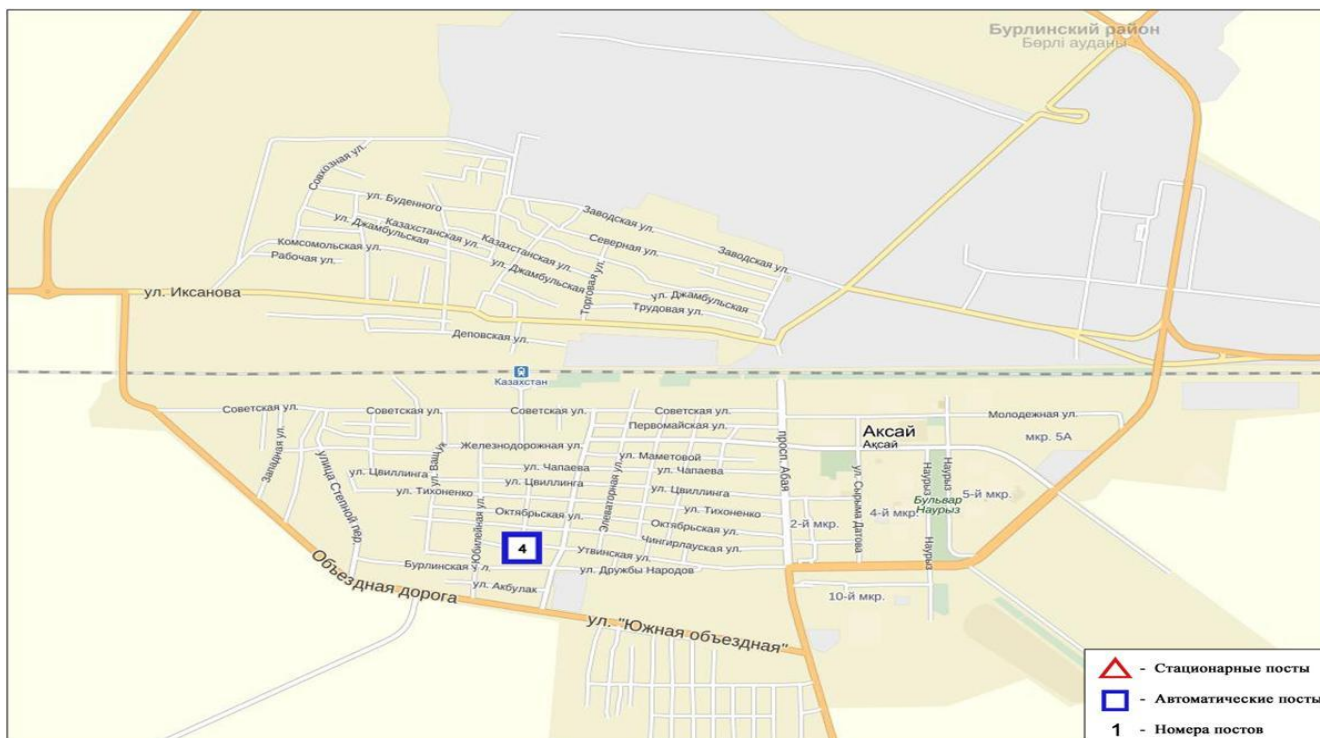 Бурлинский район
Бөрлі ауданы
Совхозная ул.
ул. Буденного
Заводская ул.
ул. Джамбульская
Казахстанская ул.
Казахстанская ул.
Северная ул.
Заводская ул.
Комсомольская ул.
Рабочая ул.
ул. Джамбульская
Торговая ул.
ул. Джамбульская
Трудовая ул.
ул. Иксанова
Деповская ул.
Казахстан
Советская ул.
Советская ул.
Советская ул.
Советская ул.
Молодежная ул.
Первомайская ул.
Аксай
Ақсай
мкр. 5А
Западная ул.
улица Степной пер.
Железнодорожная ул.
ул. Маметовой
просп. Абая
ул. Цвиллинга
ул. Чапаева
ул. Чапаева
ул. Цвиллинга
ул. Цвиллинга
ул. Тихоненко
Элеваторная ул.
ул. Сырыма Датова
Наурыз
Наурыз
5-й мкр.
Бульвар
Наурыз
ул. Тихоненко
Октябрьская ул.
Октябрьская ул.
2-й мкр.
4-й мкр.
Юбилейная ул.
4
Чингирлауская ул.
Утвинская ул.
Наурыз
ул. Дружбы Народов
ул. Акбулак
10-й мкр.
Объездная дорога
ул. "Южная объездная"
- Стационарные посты
- Автоматические посты
1 - Номера постов